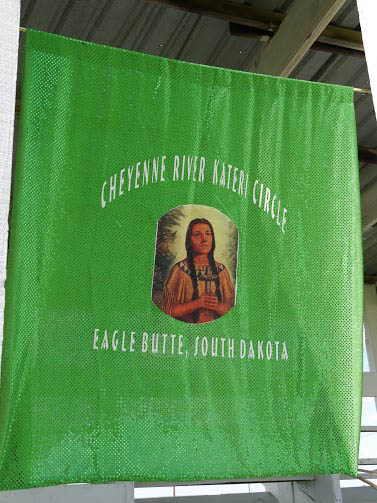 CHEYENNE RIVER KATERI CIRCLE
EAGLE BUTTE, SOUTH DAKOTA